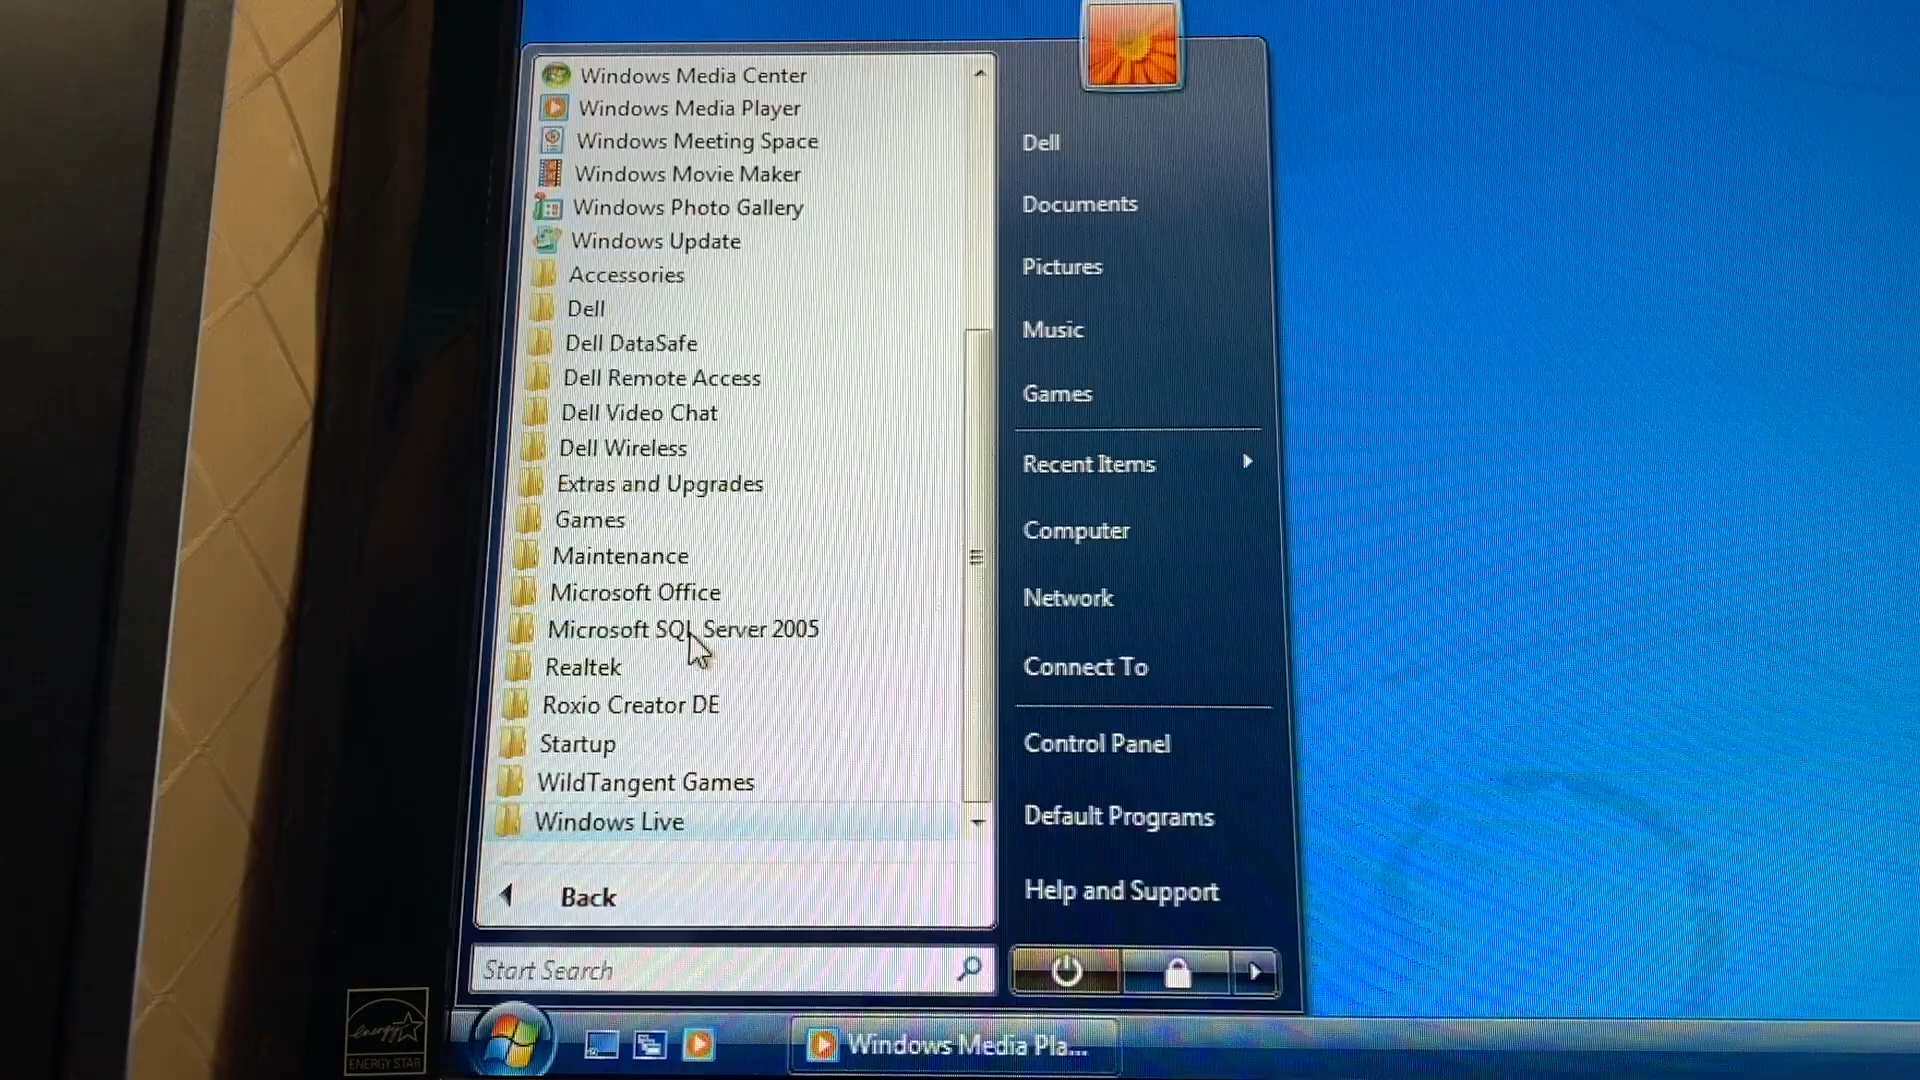 Windows Media Center
Windows Media Player
Windows Meeting Space
Windows Movie Maker
Windows Photo Gallery
Windows Update
Accessories
Dell
Dell DataSafe
Dell Remote Access
Dell Video Chat
Dell Wireless
Extras and Upgrades
Games
Maintenance
Microsoft Office
Microsoft SQL Server 2005
Realtek
Roxio Creator DE
Startup
WildTangent Games
Windows Live
Back
Start Search
Dell
Documents
Pictures
Music
Games
Recent Items
Computer
Network
Connect To
Control Panel
Default Programs
Help and Support
Windows Media Pla...
energy
ENERGY STAR